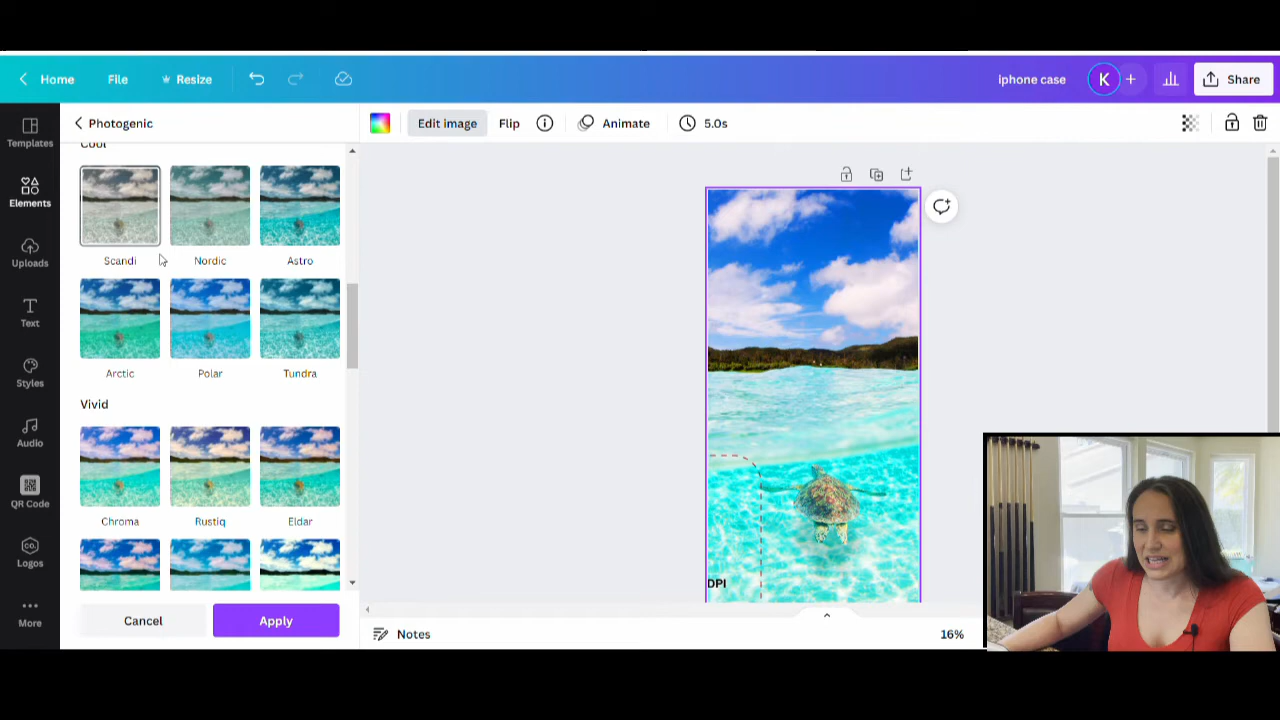 Home File Resize iphone case K + Share
Templates
Elements
Uploads
Text
Styles
Audio
QR Code
CO.
Logos
More
Photogenic
Cool
Scandi Nordic Astro
Arctic Polar Tundra
Vivid
Chroma Rustiq Eldar
Cancel Apply
Edit image Flip Animate 5.0s
DPI
Notes 16%